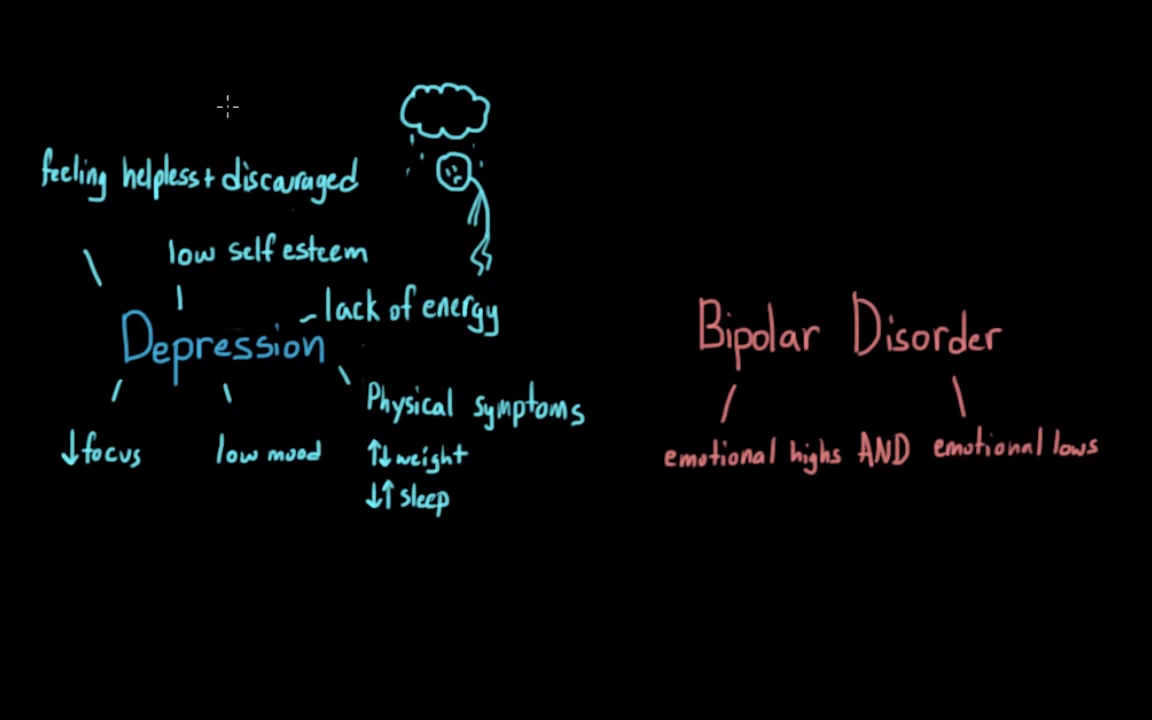 feeling helpless + discouraged
low self esteem
lack of energy
Depression
Physical symptoms
↓focus
low mood
↑↓weight
↓↑ sleep
Bipolar Disorder
emotional highs AND emotional lows